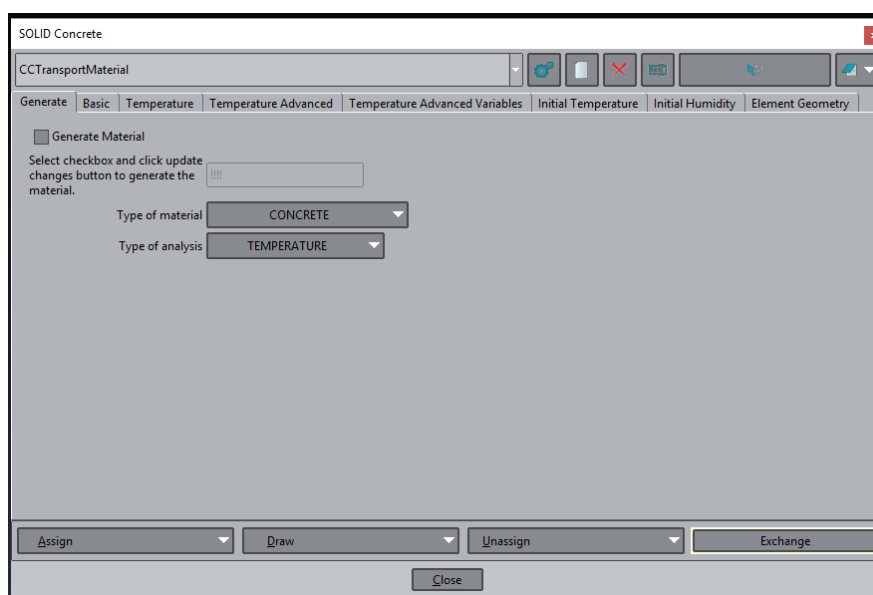 SOLID Concrete
CCTransportMaterial
Generate Basic Temperature Temperature Advanced Temperature Advanced Variables Initial Temperature Initial Humidity Element Geometry
Generate Material
Select checkbox and click update
changes button to generate the
material.
!!!!
Type of material CONCRETE
Type of analysis TEMPERATURE
Assign Draw Unassign Exchange
Close